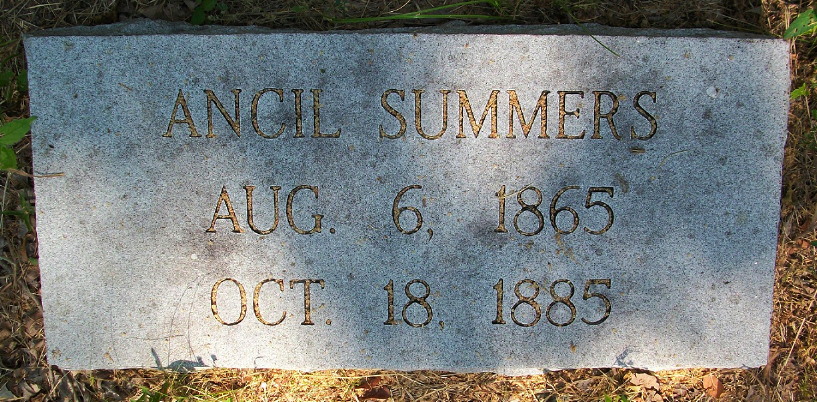 ANCIL SUMMERS
AUG. 6, 1865
OCT. 18, 1885